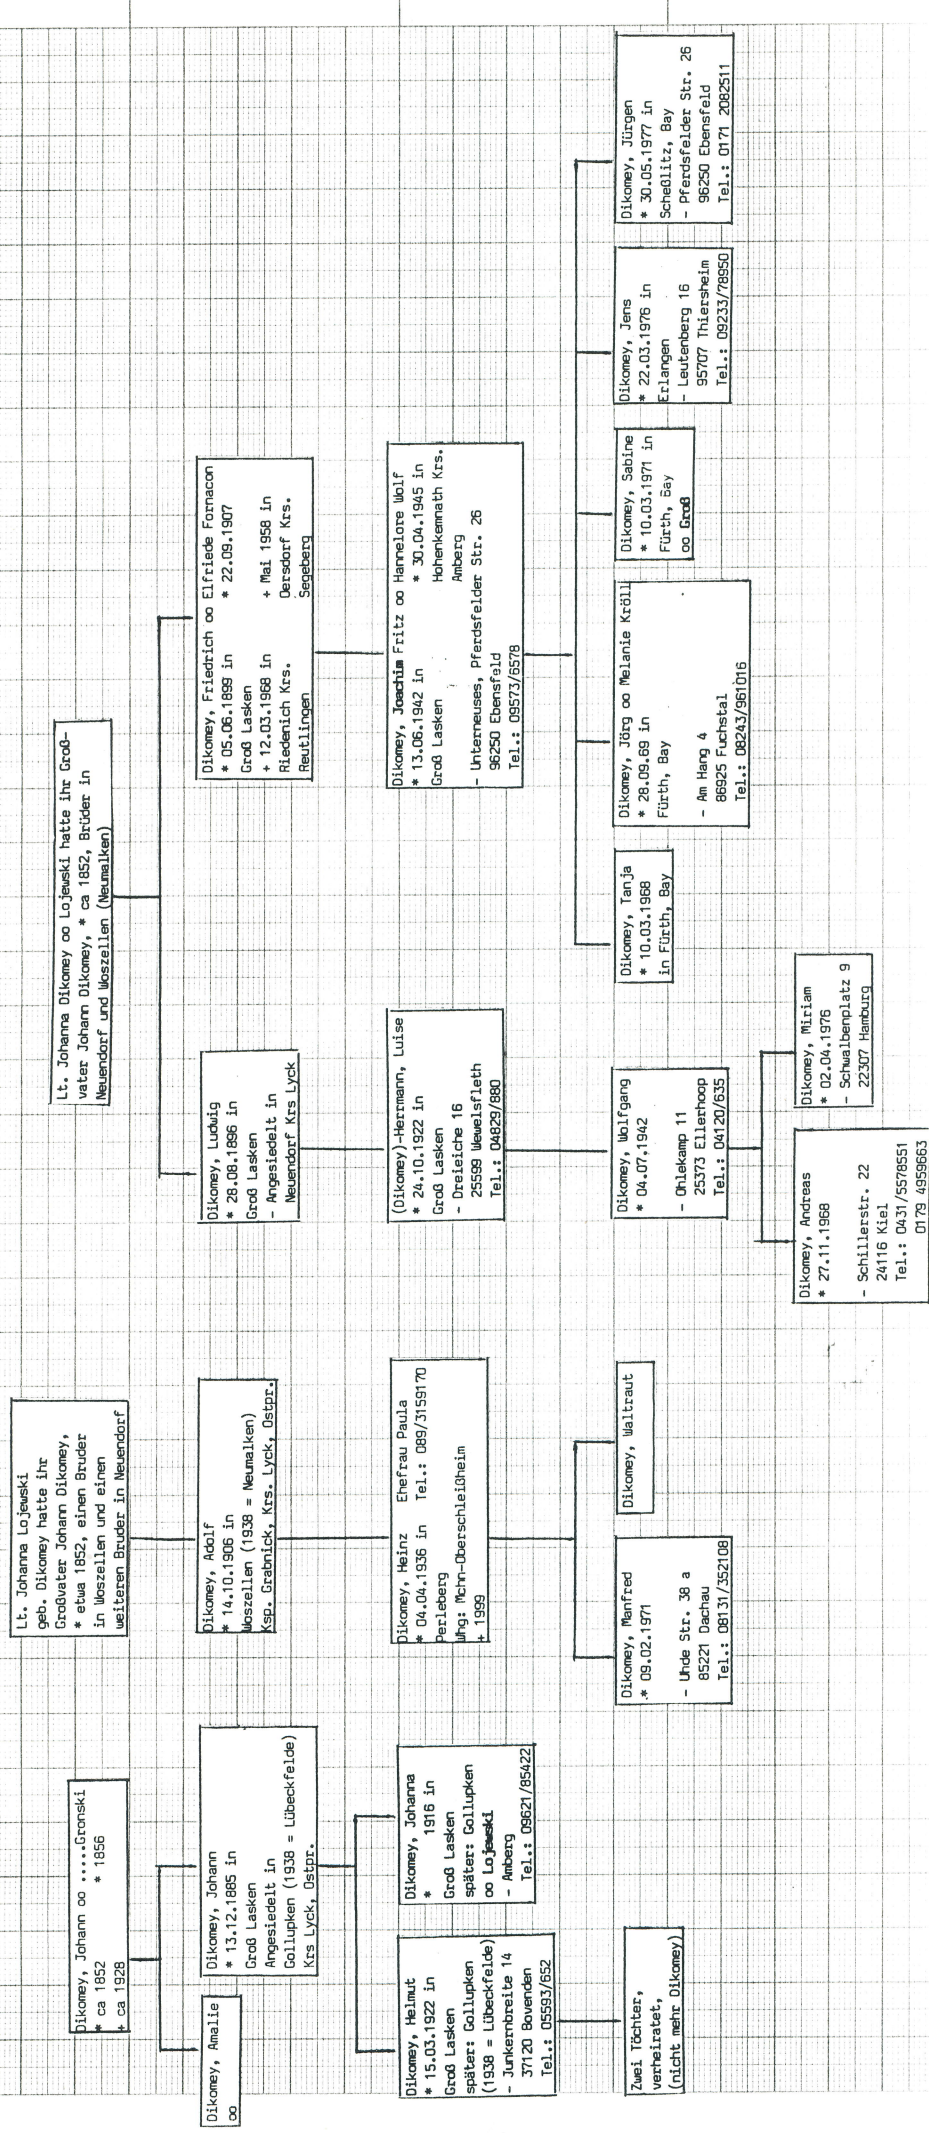 Dikomey, Johann oo .....Gronski
* ca 1852 * 1856
+ ca 1928
Lt. Johanna Lojewski
geb. Dikomey hatte ihr
Großvater Johann Dikomey,
* etwa 1852, einen Bruder
in Woszellen und einen
weiteren Bruder in Neuendorf
Lt. Johanna Dikomey oo Lojewski hatte ihr Groß-
vater Johann Dikomey, * ca 1852, Brüder in
Neuendorf und Woszellen (Neumalken)
Dikomey, Amalie
oo
Dikomey, Johann
* 13.12.1885 in
Groß Lasken
Angesiedelt in
Gollupken (1938 = Lübeckfelde)
Krs Lyck, Ostpr.
Dikomey, Adolf
* 14.10.1906 in
Woszellen (1938 = Neumalken)
Ksp. Grabnick, Krs. Lyck, Ostpr.
Dikomey, Ludwig
* 28.08.1896 in
Groß Lasken
- Angesiedelt in
Neuendorf Krs Lyck
Dikomey, Friedrich oo Elfriede Fornacon
* 05.06.1899 in * 22.09.1907
Groß Lasken
+ 12.03.1968 in + Mai 1958 in
Riedenich Krs. Oersdorf Krs.
Reutlingen Segeberg
Dikomey, Helmut
* 15.03.1922 in
Groß Lasken
später: Gollupken
(1938 = Lübeckfelde)
- Junkernbreite 14
37120 Bovenden
Tel.: 05593/652
Dikomey, Johanna
* 1916 in
Groß Lasken
später: Gollupken
oo Lojewski
- Amberg
Tel.: 09621/85422
Dikomey, Heinz Ehefrau Paula
* 04.04.1936 in Tel.: 089/3159170
Perleberg
Whg: Mchn-Oberschleißheim
+ 1999
(Dikomey)-Herrmann, Luise
* 24.10.1922 in
Groß Lasken
- Dreieiche 16
25599 Wewelsfleth
Tel.: 04829/880
Dikomey, Joachim Fritz oo Hannelore Wolf
* 13.06.1942 in * 30.04.1945 in
Groß Lasken Hohenkemnath Krs.
Amberg
- Unterneuses, Pferdsfelder Str. 26
96250 Ebensfeld
Tel.: 09573/6578
Zwei Töchter,
verheiratet,
(nicht mehr Dikomey)
Dikomey, Manfred
* 09.02.1971
- Uhde Str. 38 a
85221 Dachau
Tel.: 08131/352108
Dikomey, Waltraut
Dikomey, Wolfgang
* 04.07.1942
- Ohlekamp 11
25373 Ellerhoop
Tel.: 04120/635
Dikomey, Tanja
* 10.03.1968
in Fürth, Bay
Dikomey, Jörg oo Melanie Kröll
* 28.09.69 in
Fürth, Bay
- Am Hang 4
86925 Fuchstal
Tel.: 08243/961016
Dikomey, Sabine
* 10.03.1971 in
Fürth, Bay
oo Groß
Dikomey, Jens
* 22.03.1976 in
Erlangen
- Leutenberg 16
95707 Thiersheim
Tel.: 09233/78950
Dikomey, Jürgen
* 30.05.1977 in
Scheßlitz, Bay
- Pferdsfelder Str. 26
96250 Ebensfeld
Tel.: 0171 2082511
Dikomey, Andreas
* 27.11.1968
- Schillerstr. 22
24116 Kiel
Tel.: 0431/5578551
0179 4959663
Dikomey, Miriam
* 02.04.1976
- Schwalbenplatz 9
22307 Hamburg